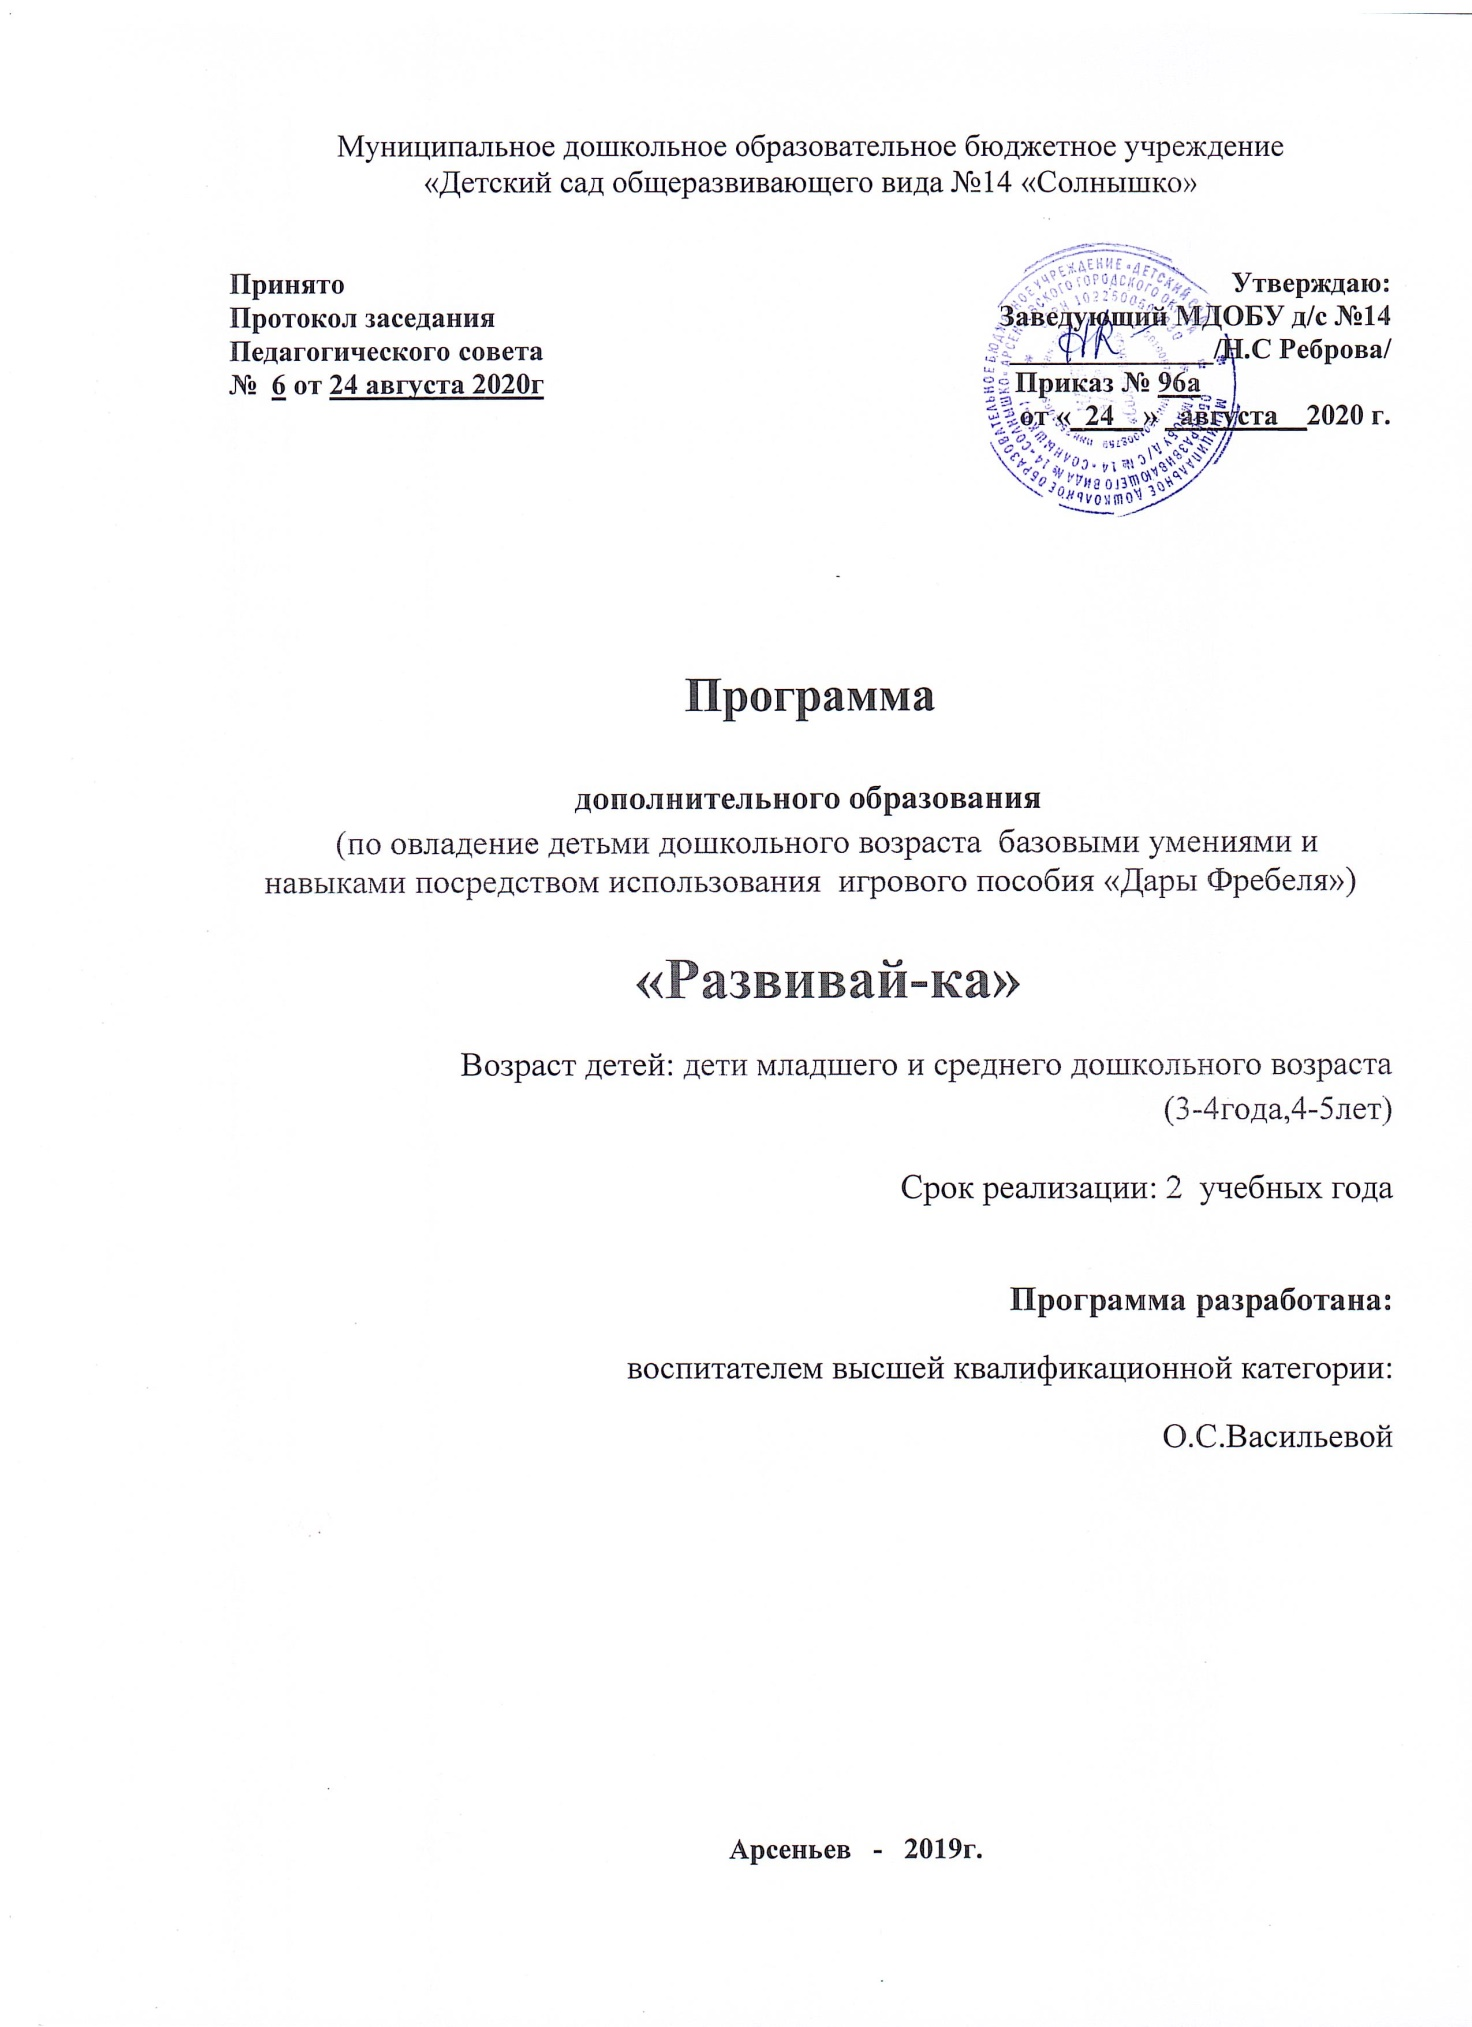 Муниципальное дошкольное образовательное бюджетное учреждение
«Детский сад общеразвивающего вида №14 «Солнышко»
Принято
Протокол заседания
Педагогического совета
№ 6 от 24 августа 2020г
Утверждаю:
Заведующий МДОБУ д/с №14
/Н.С Реброва/
Приказ № 96а
от « 24 » августа 2020 г.
Программа
дополнительного образования
(по овладение детьми дошкольного возраста базовыми умениями и
навыками посредством использования игрового пособия «Дары Фребеля»)
«Развивай-ка»
Возраст детей: дети младшего и среднего дошкольного возраста
(3-4года,4-5лет)
Срок реализации: 2 учебных года
Программа разработана:
воспитателем высшей квалификационной категории:
О.С.Васильевой
Арсеньев - 2019г.